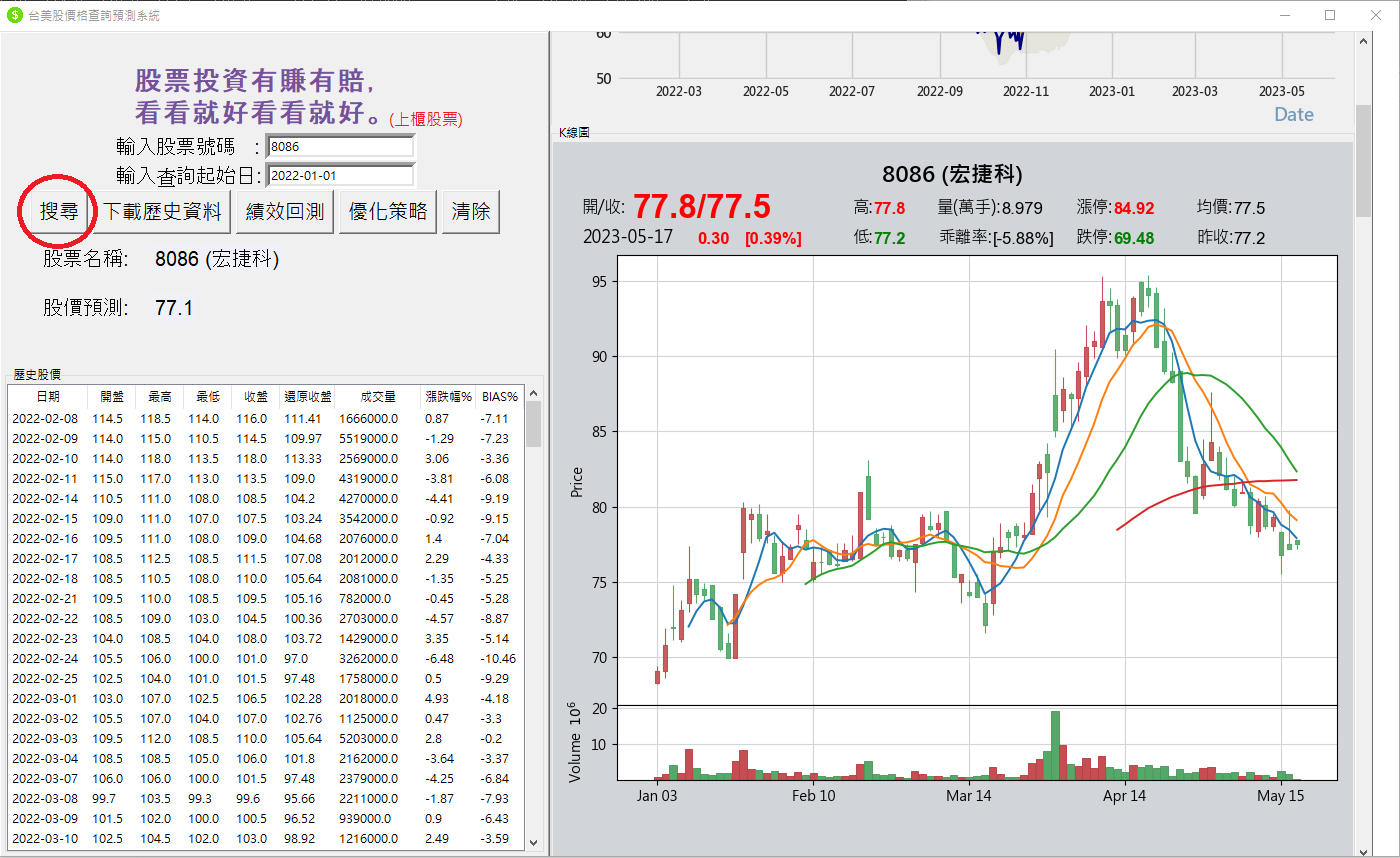 台美股價格查詢預測系統
股票投資有賺有賠,
看看就好看看就好。(上櫃股票)
輸入股票號碼 : 8086
輸入查詢起始日: 2022-01-01
搜尋 下載歷史資料 績效回測 優化策略 清除
股票名稱: 8086 (宏捷科)
股價預測: 77.1
歷史股價
日期 開盤 最高 最低 收盤 還原收盤 成交量 漲跌幅% BIAS%
2022-02-08 114.5 118.5 114.0 116.0 111.41 1666000.0 0.87 -7.11
2022-02-09 114.0 115.0 110.5 114.5 109.97 5519000.0 -1.29 -7.23
2022-02-10 114.0 118.0 113.5 118.0 113.33 2569000.0 3.06 -3.36
2022-02-11 115.0 117.0 113.0 113.5 109.0 4319000.0 -3.81 -6.08
2022-02-14 110.5 111.0 108.0 108.5 104.2 4270000.0 -4.41 -9.19
2022-02-15 109.0 111.0 107.0 107.5 103.24 3542000.0 -0.92 -9.15
2022-02-16 109.5 111.0 108.0 109.0 104.68 2076000.0 1.4 -7.04
2022-02-17 108.5 112.5 108.5 111.5 107.08 2012000.0 2.29 -4.33
2022-02-18 108.5 110.5 108.0 110.0 105.64 2081000.0 -1.35 -5.25
2022-02-21 109.5 110.0 108.5 109.5 105.16 782000.0 -0.45 -5.28
2022-02-22 108.5 109.0 103.0 104.5 100.36 2703000.0 -4.57 -8.87
2022-02-23 104.0 108.5 104.0 108.0 103.72 1429000.0 3.35 -5.14
2022-02-24 105.5 106.0 100.0 101.0 97.0 3262000.0 -6.48 -10.46
2022-02-25 102.5 104.0 101.0 101.5 97.48 1758000.0 0.5 -9.29
2022-03-01 103.0 107.0 102.5 106.5 102.28 2018000.0 4.93 -4.18
2022-03-02 105.5 107.0 104.0 107.0 102.76 1125000.0 0.47 -3.3
2022-03-03 109.5 112.0 108.5 110.0 105.64 5203000.0 2.8 -0.2
2022-03-04 108.5 108.5 105.0 106.0 101.8 2162000.0 -3.64 -3.37
2022-03-07 106.0 106.0 100.0 101.5 97.48 2379000.0 -4.25 -6.84
2022-03-08 99.7 103.5 99.3 99.6 95.66 2211000.0 -1.87 -7.93
2022-03-09 101.5 102.0 100.0 100.5 96.52 939000.0 0.9 -6.43
2022-03-10 102.5 104.5 102.0 103.0 98.92 1216000.0 2.49 -3.59
60
50
2022-03 2022-05 2022-07 2022-09 2022-11 2023-01 2023-03 2023-05
Date
K線圖
8086 (宏捷科)
開/收: 77.8/77.5 高:77.8 量(萬手):8.979 漲停:84.92 均價:77.5
2023-05-17 0.30 [0.39%] 低:77.2 乖離率:[-5.88%] 跌停:69.48 昨收:77.2
95
90
85
80
75
70
Price
20
10
Volume 10⁶
Jan 03 Feb 10 Mar 14 Apr 14 May 15